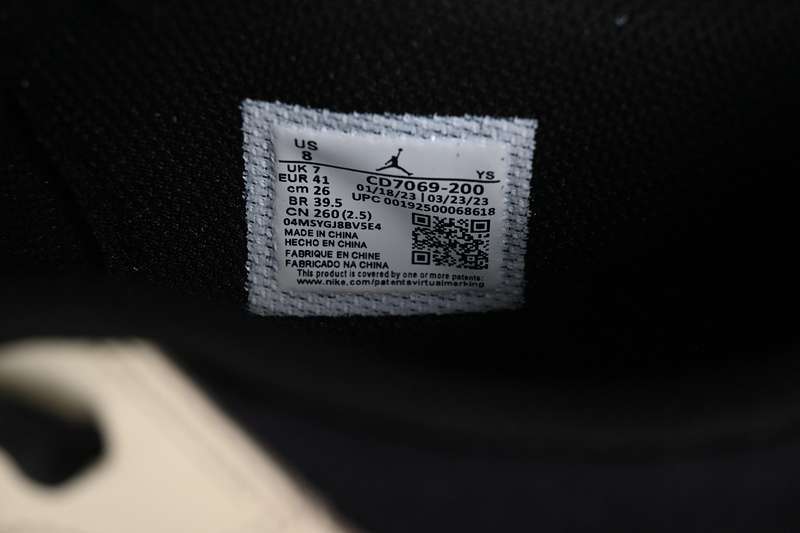 US
8
UK 7
EUR 41
cm 26
BR 39.5
CN 260 (2.5)
04MSYGJ8BV5E4
MADE IN CHINA
HECHO EN CHINA
FABRIQUE EN CHINE
FABRICADO NA CHINA
YS
CD7069-200
01/18/23 | 03/23/23
UPC 00192500068618
This product is covered by one or more patents:
www.nike.com/patentsvirtualmarking